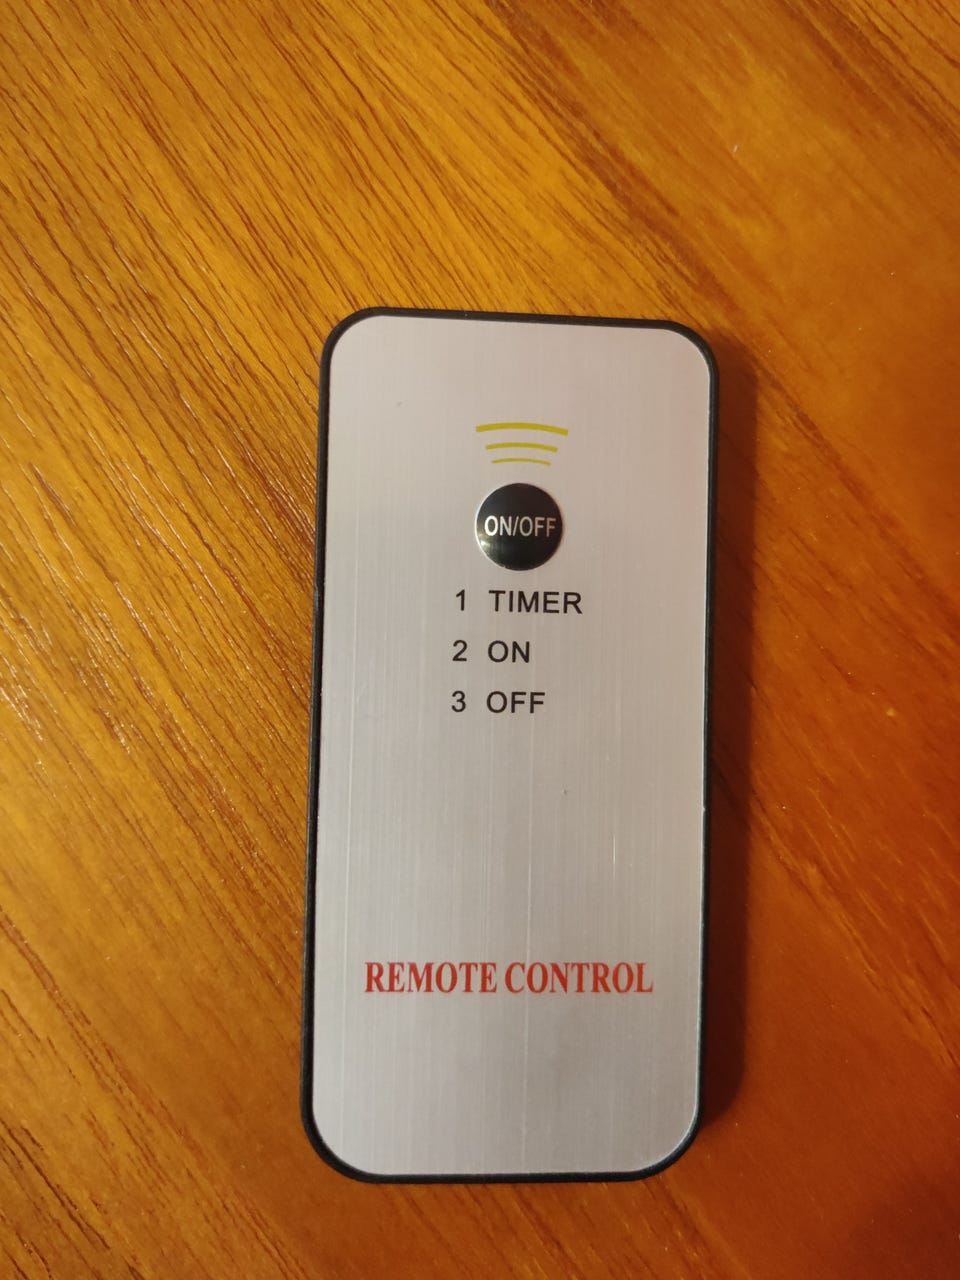 ON/OFF
1 TIMER
2 ON
3 OFF
REMOTE CONTROL